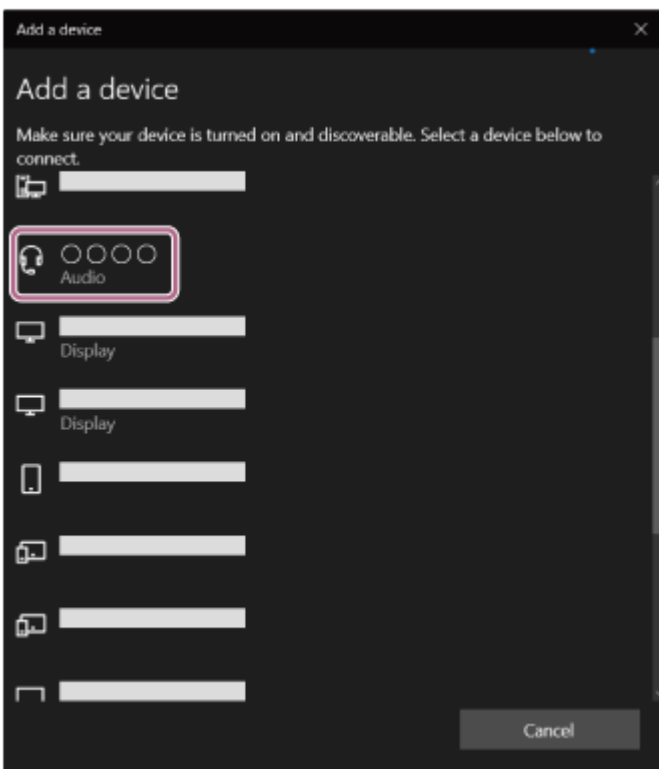 Add a device
Add a device
Make sure your device is turned on and discoverable. Select a device below to
connect.
○○○○
Audio
Display
Display
Cancel